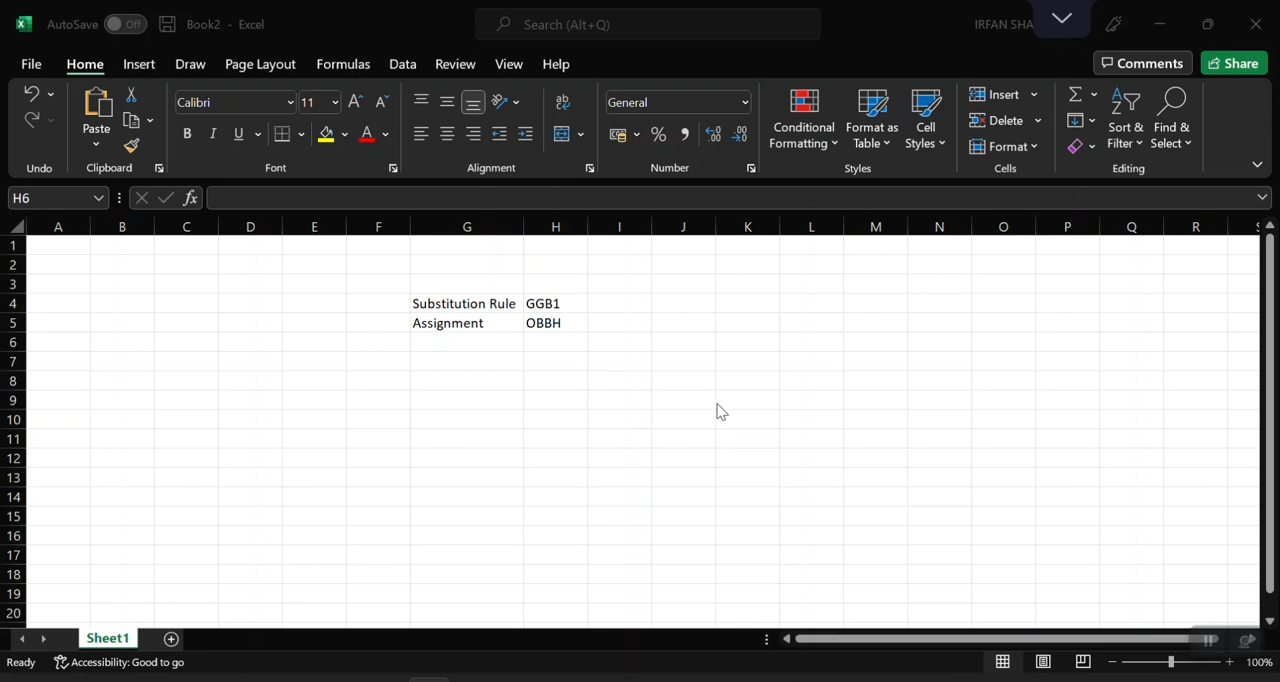 AutoSave Off Book2 - Excel Search (Alt+Q) IRFAN SHA
File Home Insert Draw Page Layout Formulas Data Review View Help Comments Share
Calibri 11 General Insert
Paste Conditional Format as Cell Delete Sort & Find &
Formatting Table Styles Format Filter Select
Undo Clipboard Font Alignment Number Styles Cells Editing
H6 fx
A B C D E F G H I J K L M N O P Q R
1
2
3
4 Substitution Rule GGB1
5 Assignment OBBH
6
7
8
9
10
11
12
13
14
15
16
17
18
19
20
Sheet1
Ready Accessibility: Good to go 100%